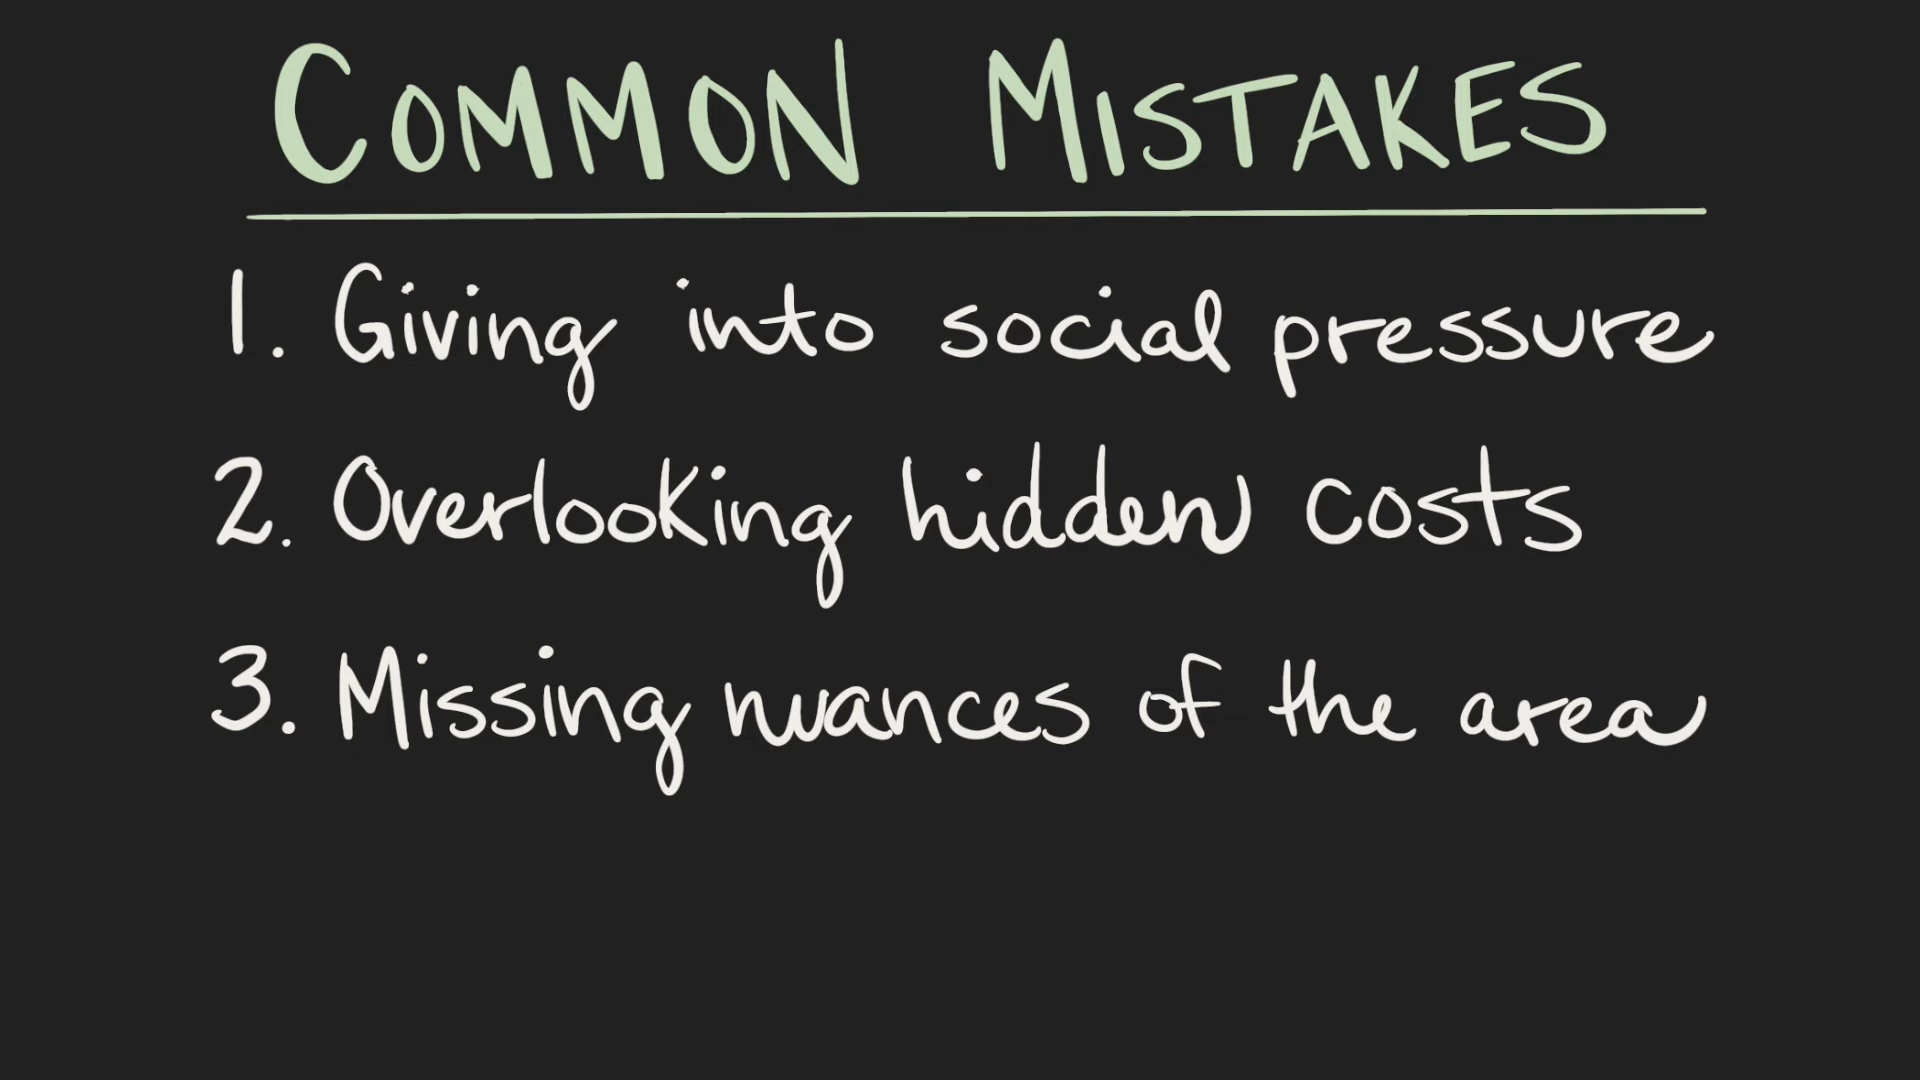 COMMON MISTAKES
1. Giving into social pressure
2. Overlooking hidden costs
3. Missing nuances of the area